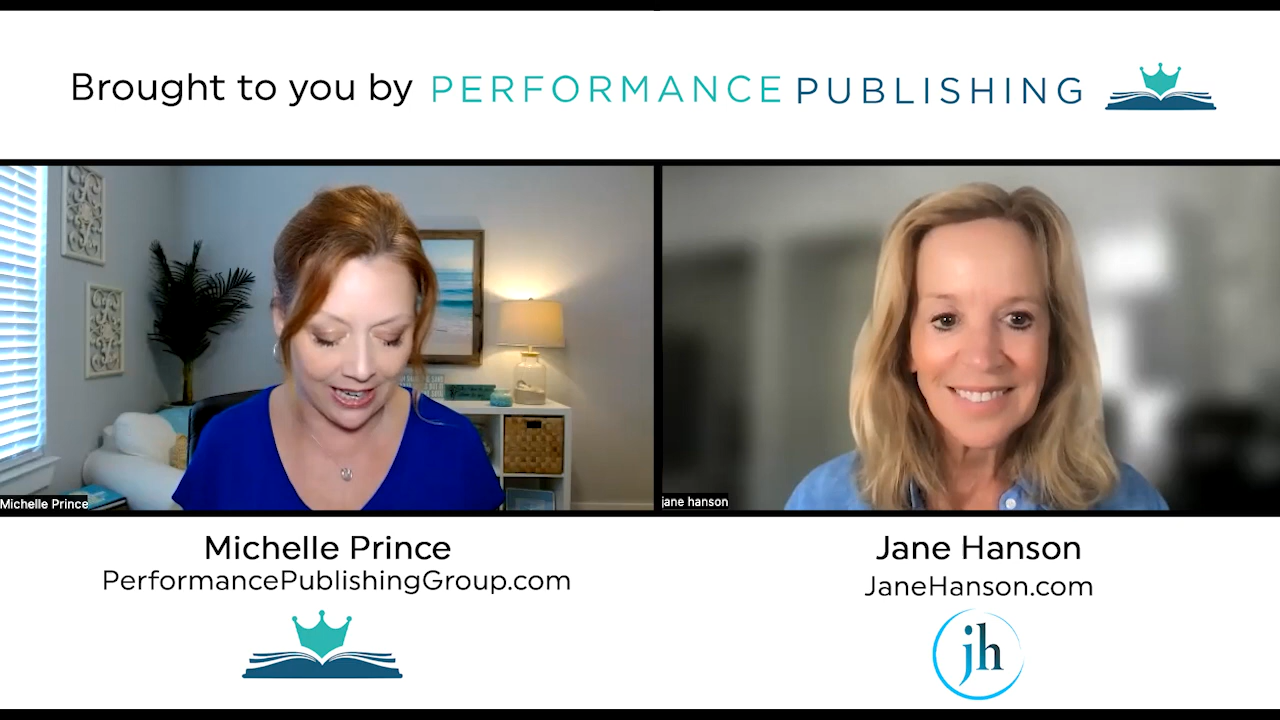 Brought to you by PERFORMANCE PUBLISHING
Michelle Prince
jane hanson
Michelle Prince
PerformancePublishingGroup.com
Jane Hanson
JaneHanson.com
jh